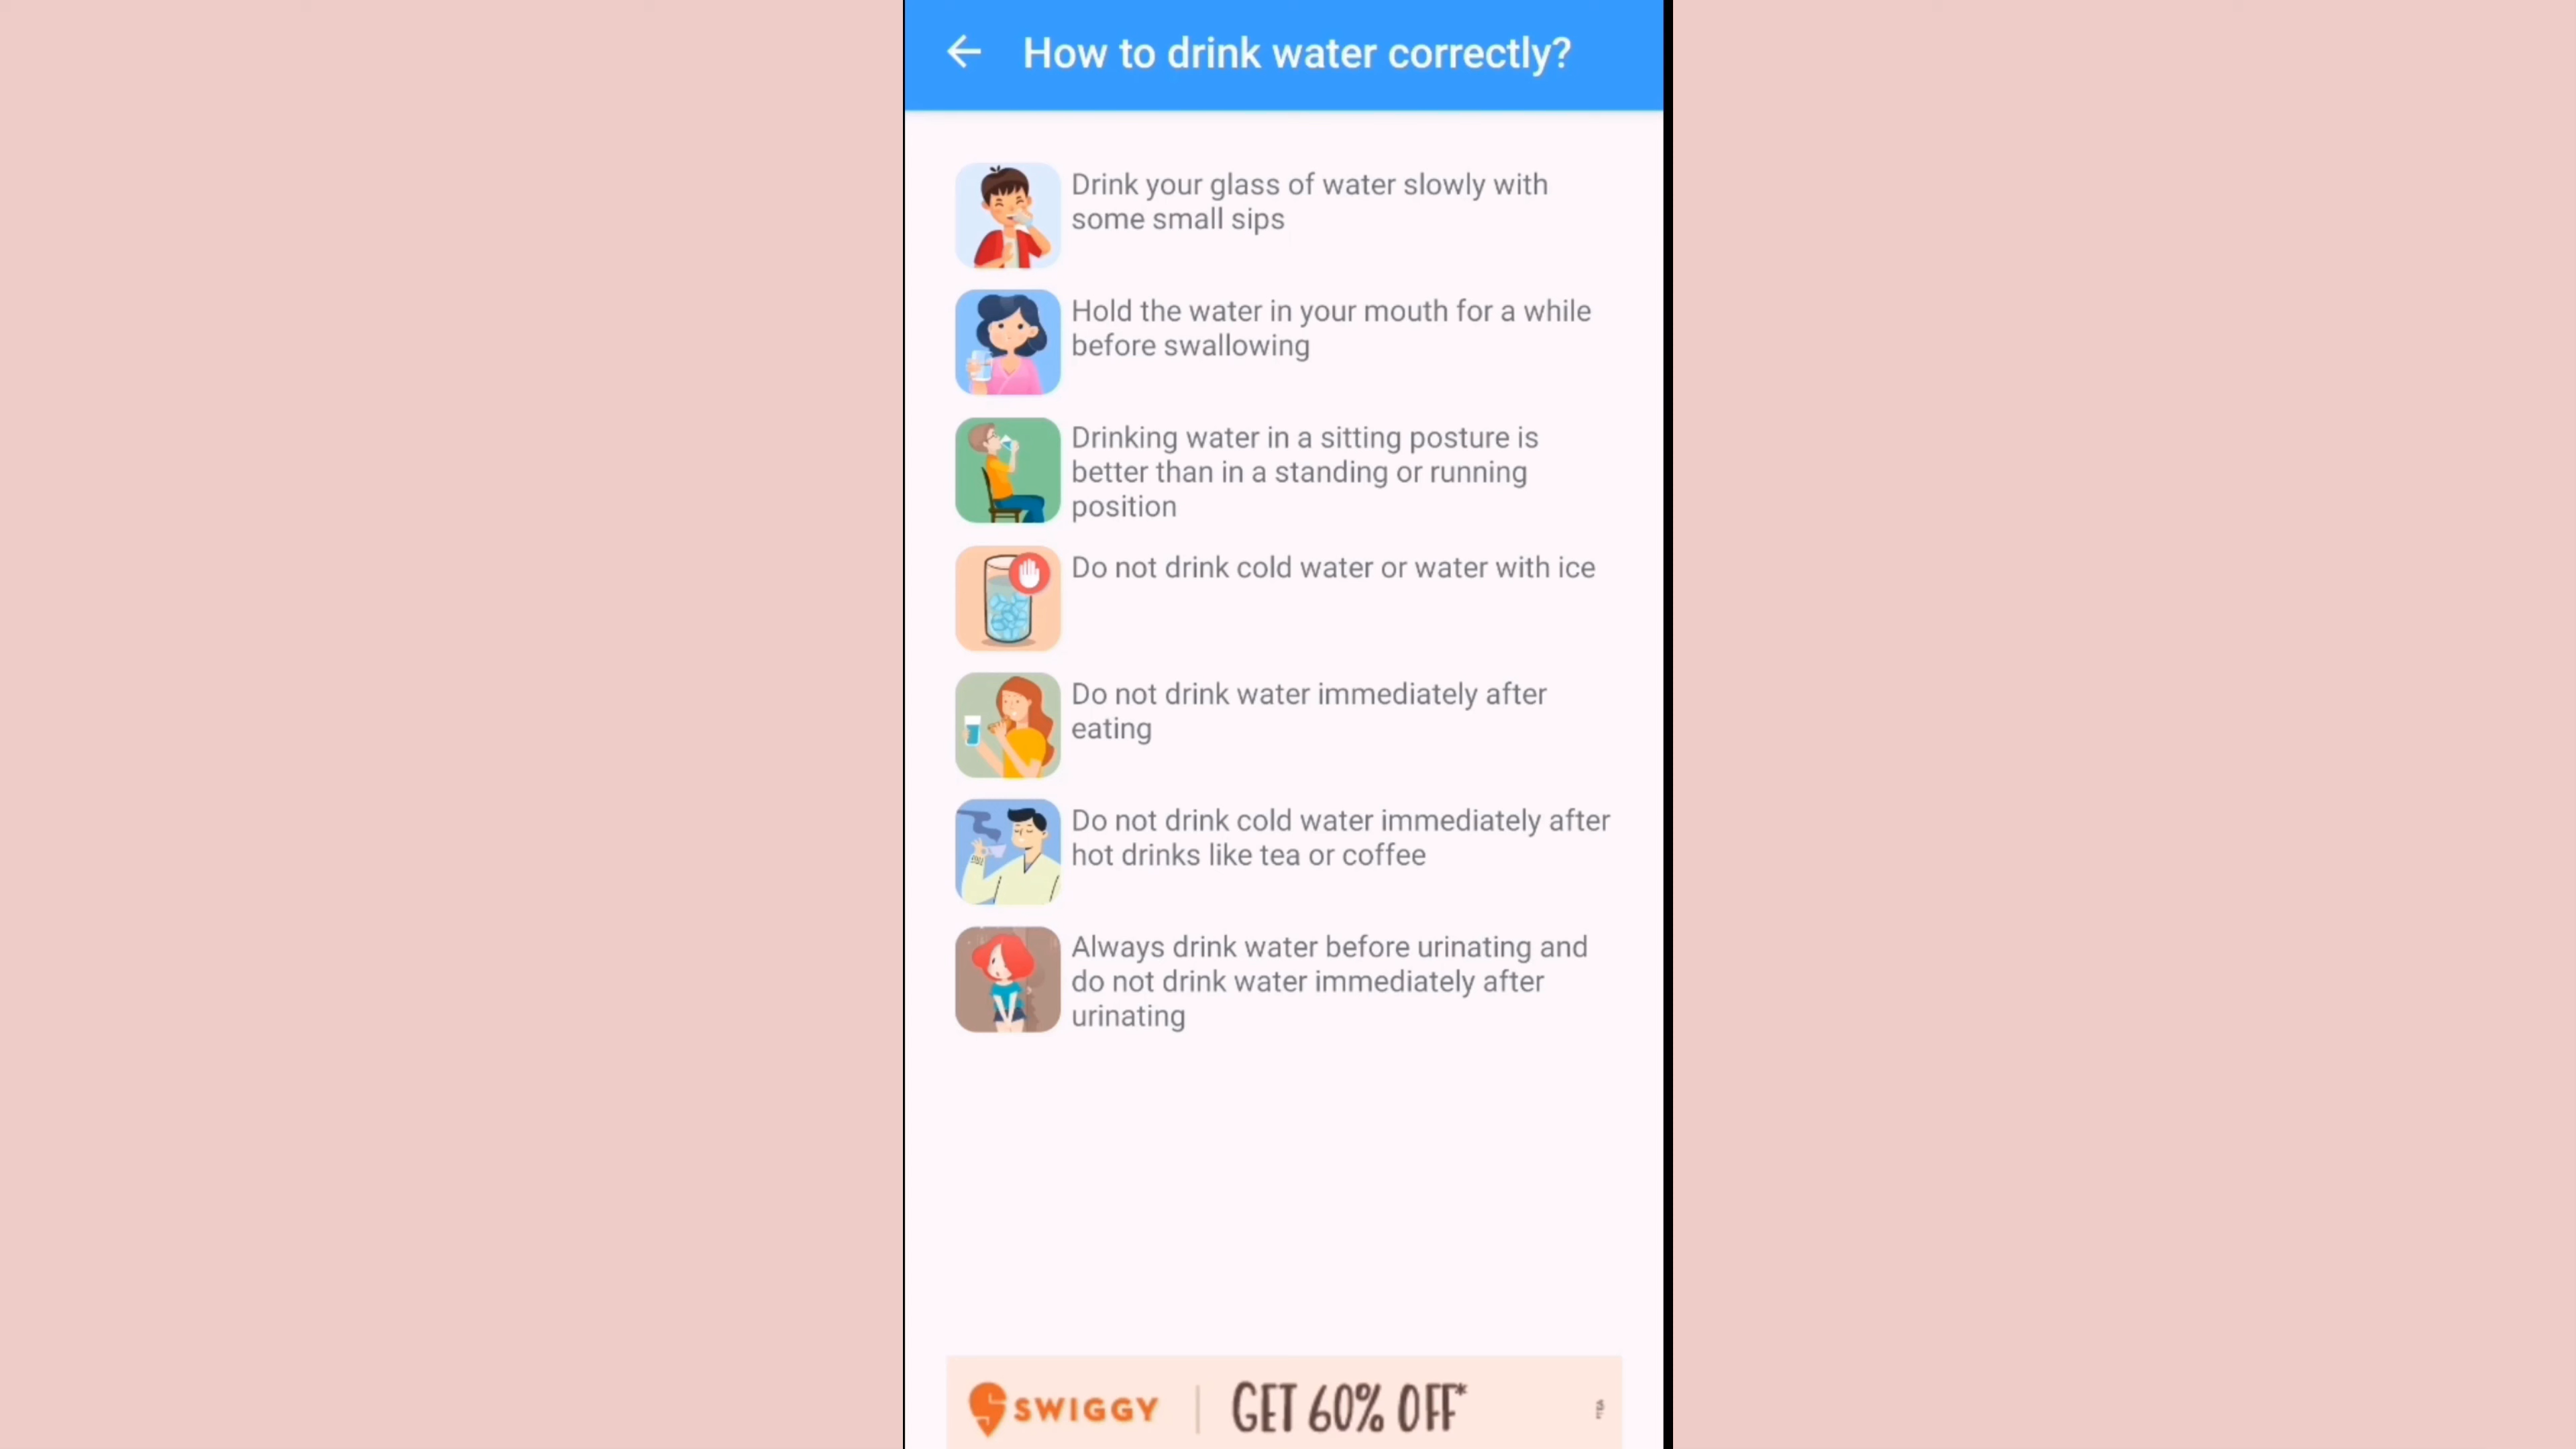 How to drink water correctly?
Drink your glass of water slowly with
some small sips
Hold the water in your mouth for a while
before swallowing
Drinking water in a sitting posture is
better than in a standing or running
position
Do not drink cold water or water with ice
Do not drink water immediately after
eating
Do not drink cold water immediately after
hot drinks like tea or coffee
Always drink water before urinating and
do not drink water immediately after
urinating
SWIGGY
GET 60% OFF*